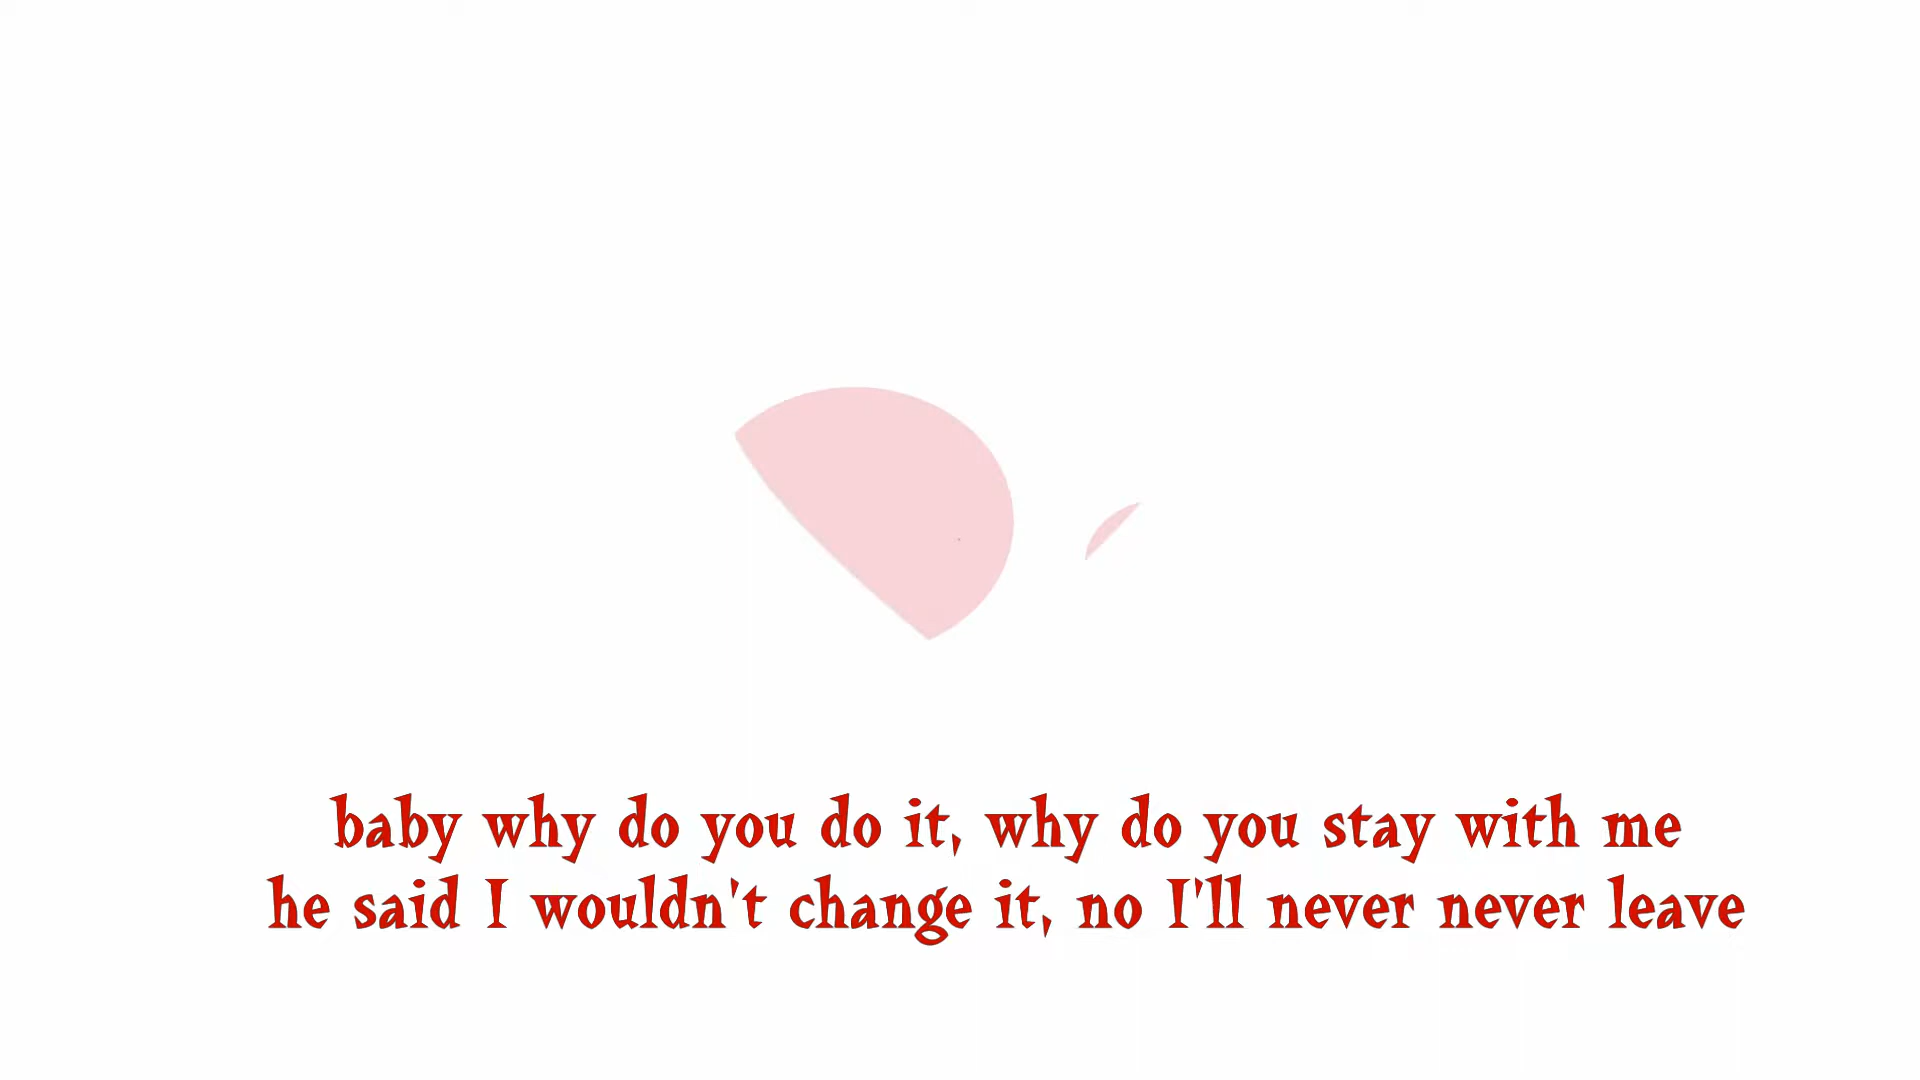 baby why do you do it, why do you stay with me
he said I wouldn't change it, no I'll never never leave